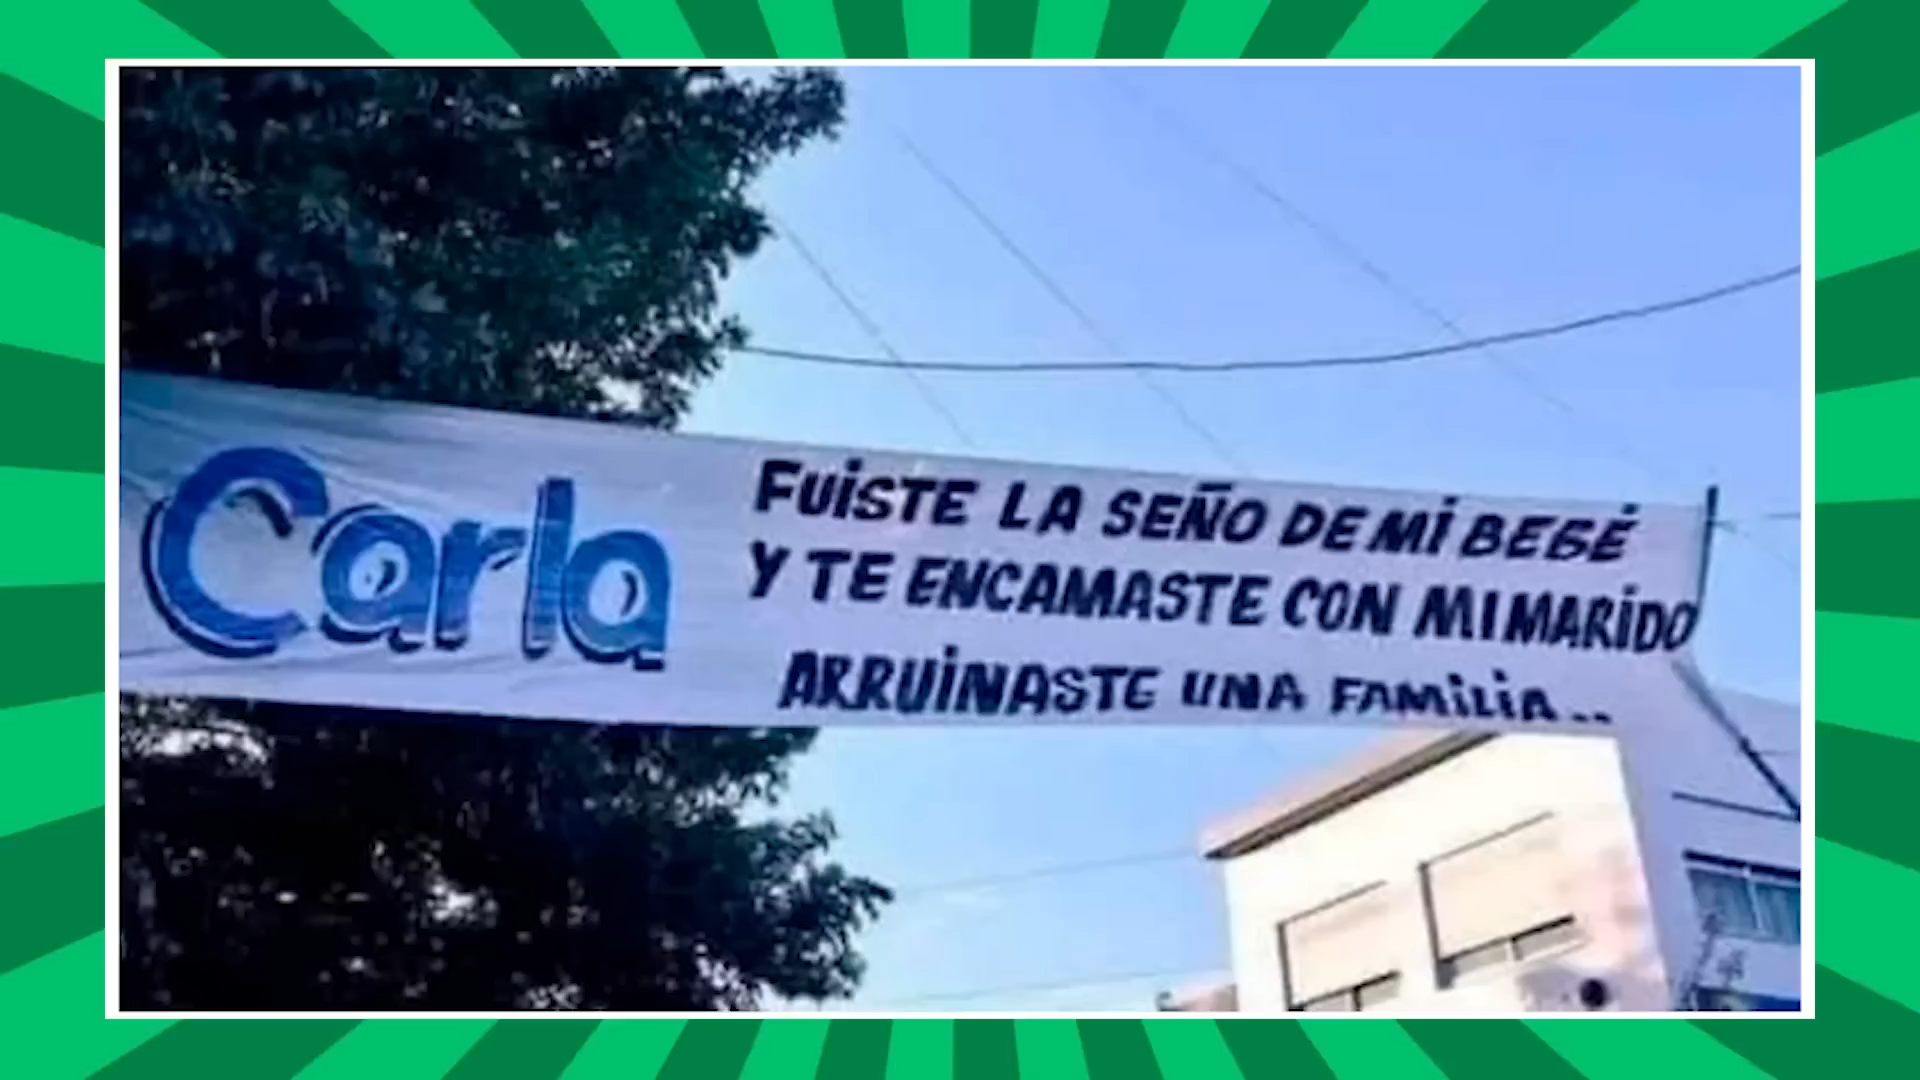 Carla
FUiSTE LA SEÑO DE Mi BEBÉ
Y TE ENCAMASTE CON MI MARiDO
ARRUiNASTE UNA FAMiLiA..